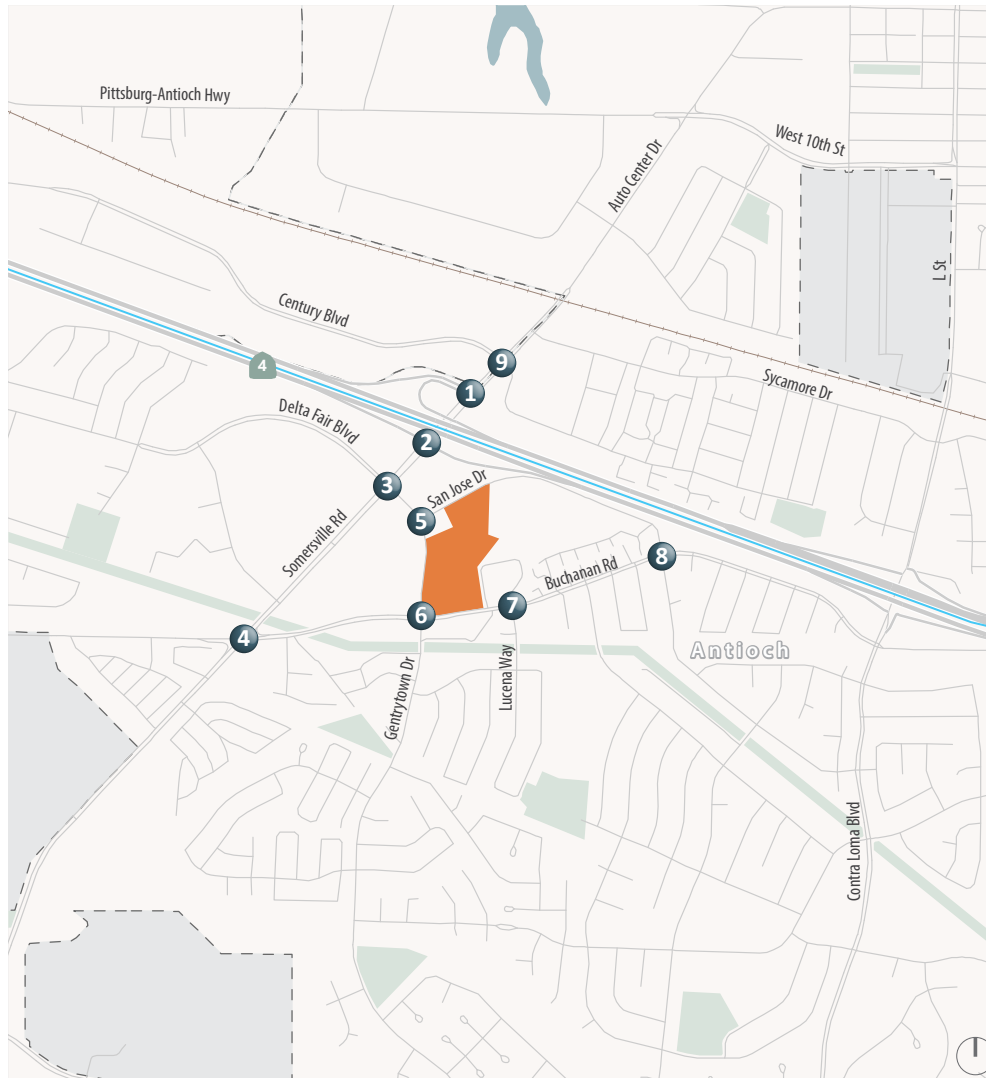 Pittsburg-Antioch Hwy
West 10th St
Auto Center Dr
L St
Century Blvd
9
4
1
Sycamore Dr
Delta Fair Blvd
2
3
San Jose Dr
5
Somersville Rd
8
Buchanan Rd
7
6
4
Antioch
Gentrytown Dr
Lucena Way
Contra Loma Blvd